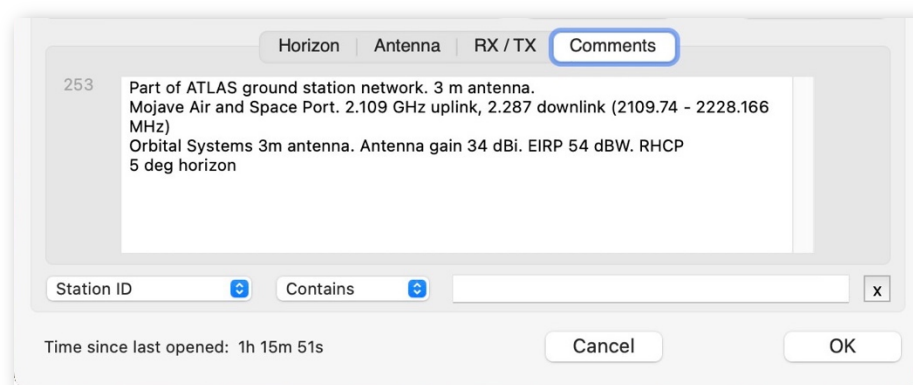 Horizon Antenna RX / TX Comments
253
Part of ATLAS ground station network. 3 m antenna.
Mojave Air and Space Port. 2.109 GHz uplink, 2.287 downlink (2109.74 - 2228.166
MHz)
Orbital Systems 3m antenna. Antenna gain 34 dBi. EIRP 54 dBW. RHCP
5 deg horizon
Station ID Contains x
Time since last opened: 1h 15m 51s Cancel OK